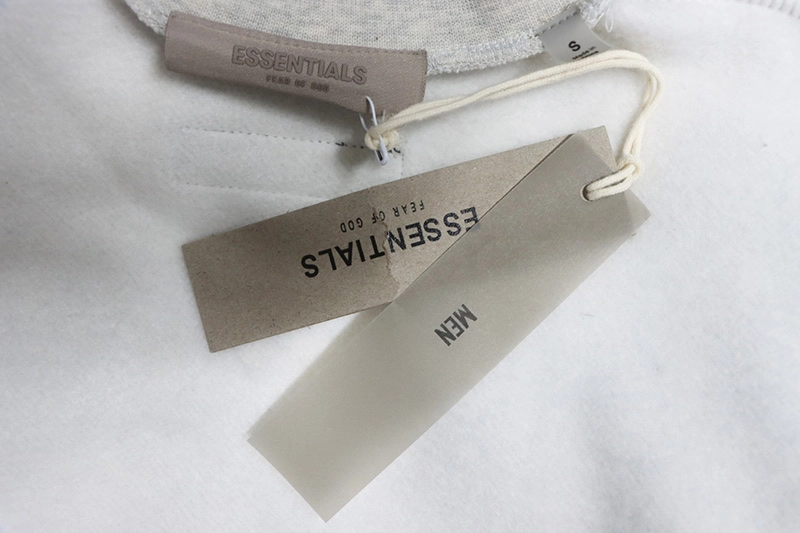 ESSENTIALS
FEAR OF GOD
S
ESSENTIALS
FEAR OF GOD
MEN